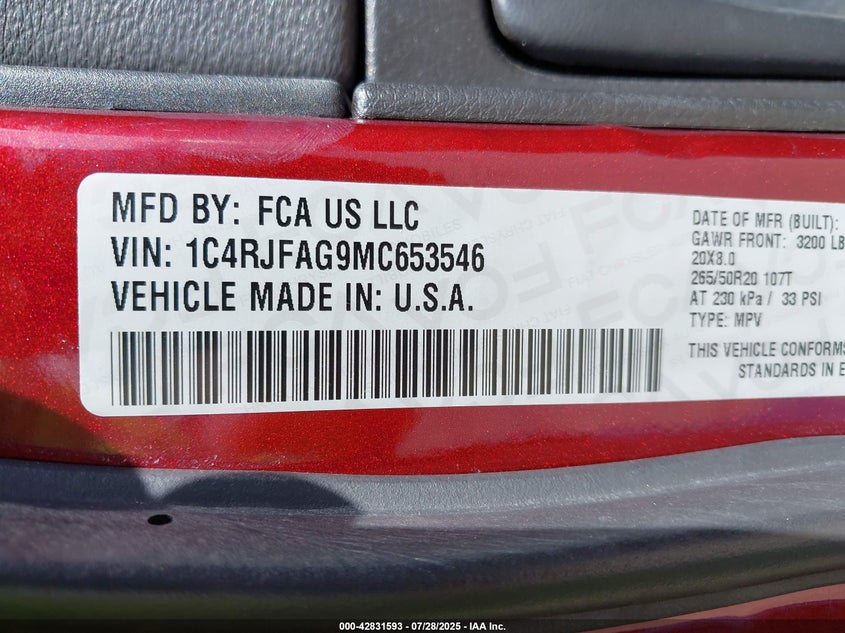 MFD BY: FCA US LLC
VIN: 1C4RJFAG9MC653546
VEHICLE MADE IN: U.S.A.
DATE OF MFR (BUILT):
GAWR FRONT: 3200 LB
20X8.0
265/50R20 107T
AT 230 kPa / 33 PSI
TYPE: MPV
THIS VEHICLE CONFORMS
STANDARDS IN E
000-42831593 / 07/28/2025 - IAA Inc.